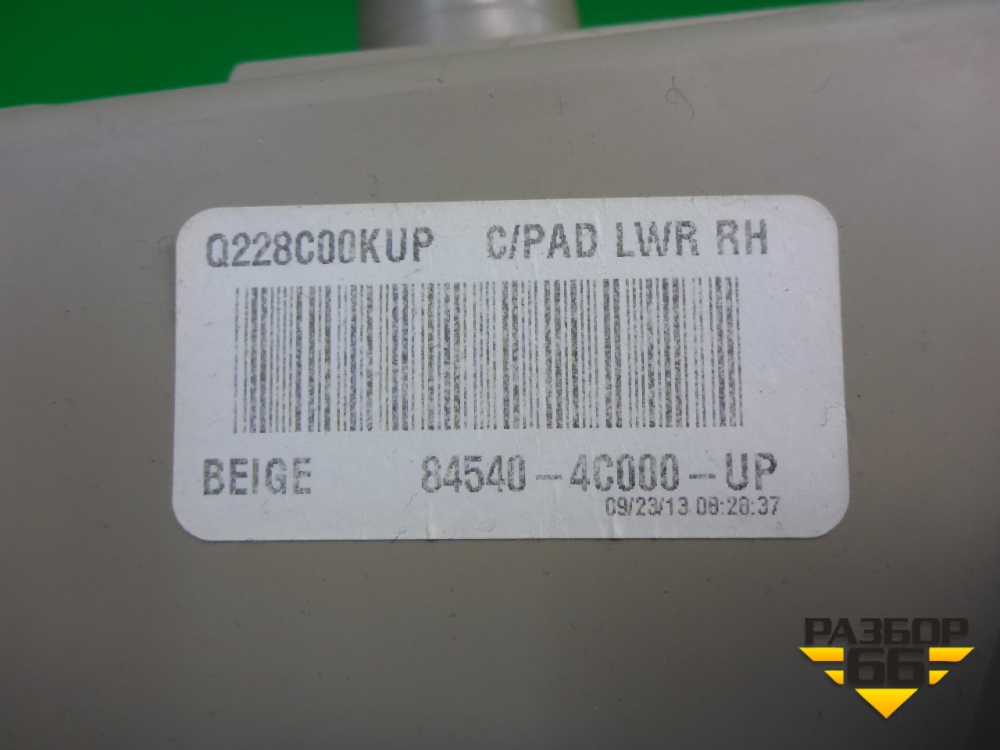 Q228C00KUP C/PAD LWR RH
BEIGE 84540-4C000-UP
09/23/13 08:28:37
РАЗБОР
66